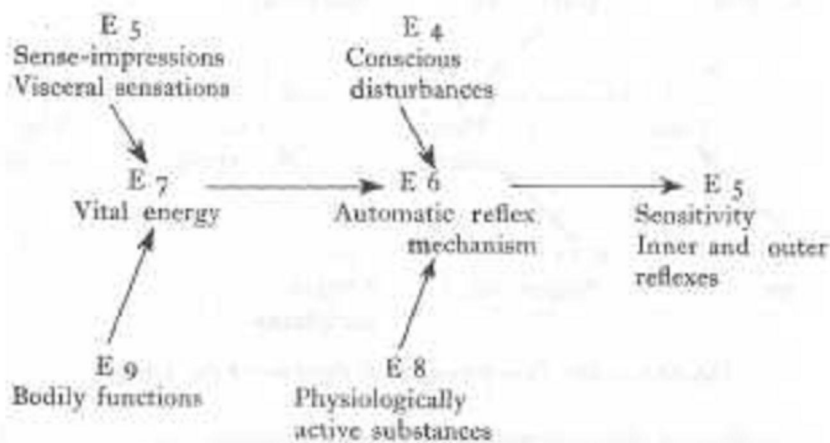 E 5
Sense-impressions
Visceral sensations
E 4
Conscious
disturbances
E 7
Vital energy
E 6
Automatic reflex
mechanism
E 5
Sensitivity
Inner and outer
reflexes
E 9
Bodily functions
E 8
Physiologically
active substances